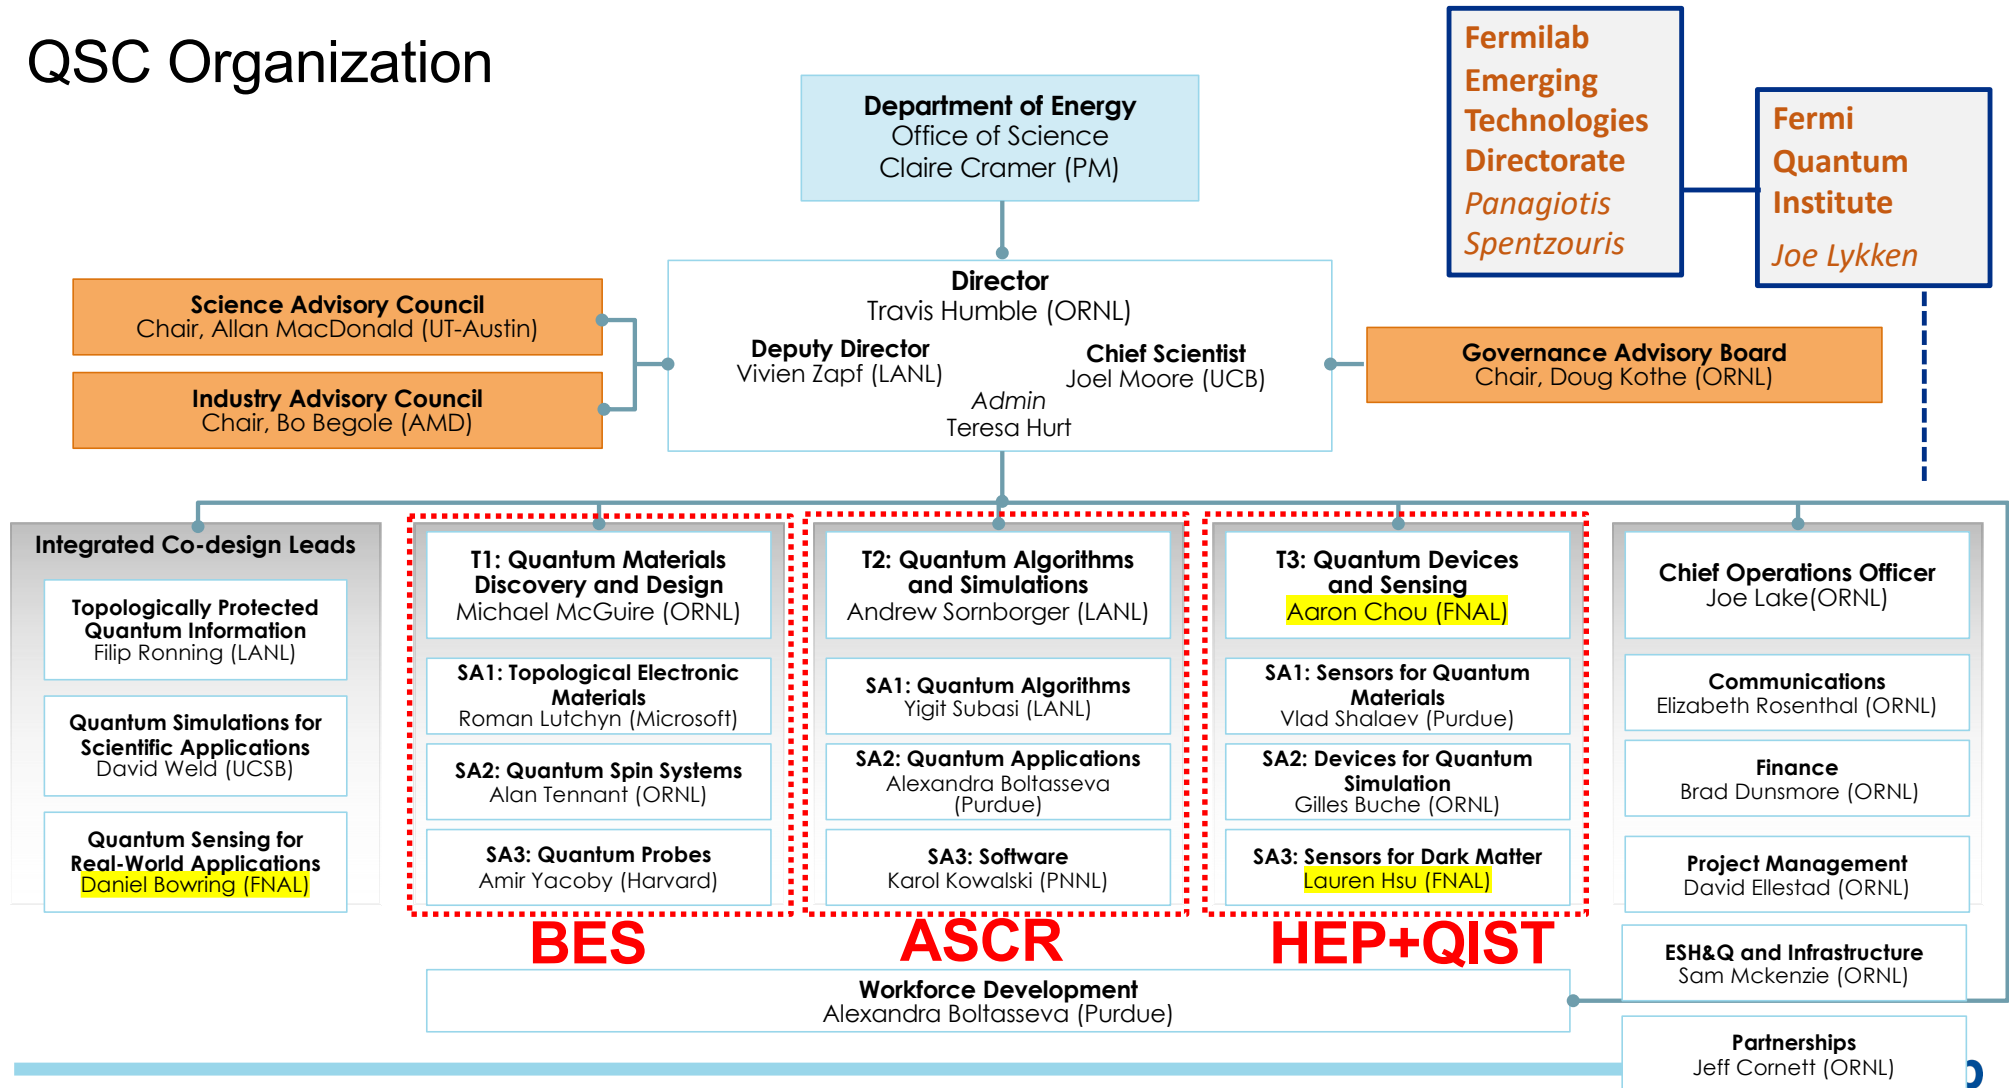 QSC Organization
Fermilab
Emerging
Technologies
Directorate
Panagiotis
Spentzouris
Fermi
Quantum
Institute
Joe Lykken
Department of Energy
Office of Science
Claire Cramer (PM)
Director
Travis Humble (ORNL)
Deputy Director
Vivien Zapf (LANL)
Chief Scientist
Joel Moore (UCB)
Admin
Teresa Hurt
Science Advisory Council
Chair, Allan MacDonald (UT-Austin)
Industry Advisory Council
Chair, Bo Begole (AMD)
Governance Advisory Board
Chair, Doug Kothe (ORNL)
Integrated Co-design Leads
Topologically Protected
Quantum Information
Filip Ronning (LANL)
Quantum Simulations for
Scientific Applications
David Weld (UCSB)
Quantum Sensing for
Real-World Applications
Daniel Bowring (FNAL)
T1: Quantum Materials
Discovery and Design
Michael McGuire (ORNL)
SA1: Topological Electronic
Materials
Roman Lutchyn (Microsoft)
SA2: Quantum Spin Systems
Alan Tennant (ORNL)
SA3: Quantum Probes
Amir Yacoby (Harvard)
BES
T2: Quantum Algorithms
and Simulations
Andrew Sornborger (LANL)
SA1: Quantum Algorithms
Yigit Subasi (LANL)
SA2: Quantum Applications
Alexandra Boltasseva
(Purdue)
SA3: Software
Karol Kowalski (PNNL)
ASCR
T3: Quantum Devices
and Sensing
Aaron Chou (FNAL)
SA1: Sensors for Quantum
Materials
Vlad Shalaev (Purdue)
SA2: Devices for Quantum
Simulation
Gilles Buche (ORNL)
SA3: Sensors for Dark Matter
Lauren Hsu (FNAL)
HEP+QIST
Chief Operations Officer
Joe Lake(ORNL)
Communications
Elizabeth Rosenthal (ORNL)
Finance
Brad Dunsmore (ORNL)
Project Management
David Ellestad (ORNL)
ESH&Q and Infrastructure
Sam Mckenzie (ORNL)
Partnerships
Jeff Cornett (ORNL)
Workforce Development
Alexandra Boltasseva (Purdue)